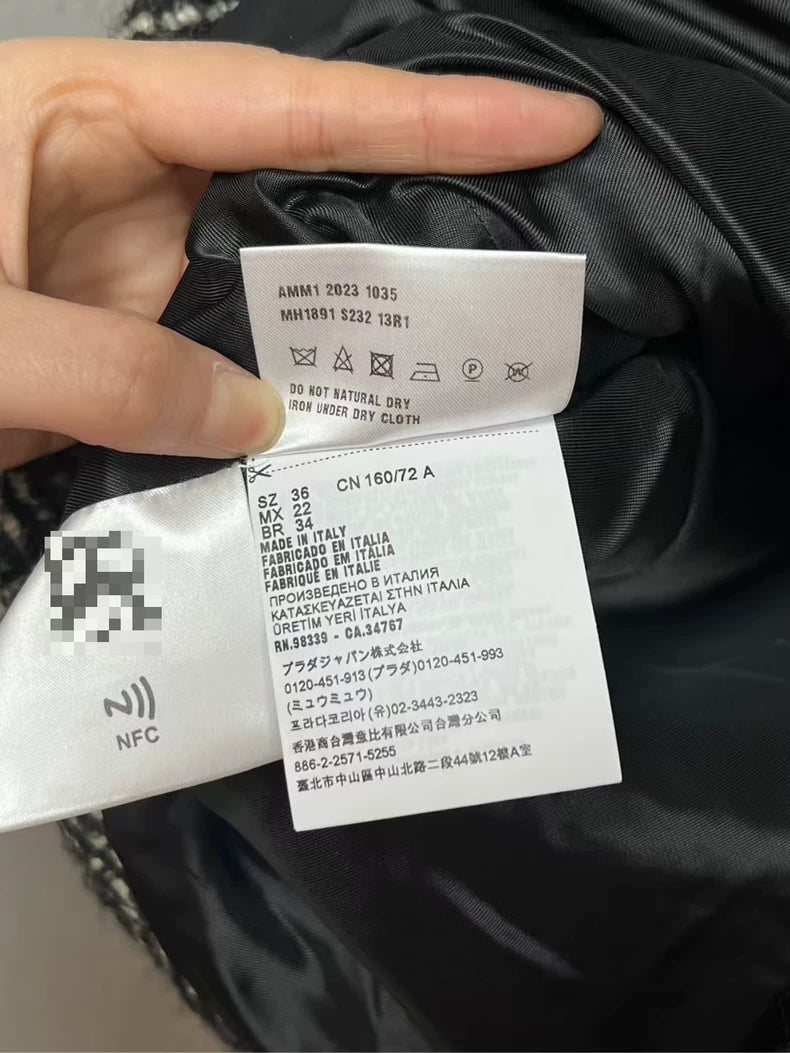 AMM1 2023 1035
MH1891 S232 13R1
P
DO NOT NATURAL DRY
IRON UNDER DRY CLOTH
SZ 36 CN 160/72 A
MX 22
BR 34
MADE IN ITALY
FABRICADO EN ITALIA
FABRICADO EM ITÁLIA
FABRIQUÉ EN ITALIE
ПРОИЗВЕДЕНО В ИТАЛИЯ
ΚΑΤΑΣΚΕΥΑΖΕΤΑΙ ΣΤΗΝ ΙΤΑΛΙΑ
ÜRETİM YERİ İTALYA
RN.98339 - CA.34767
プラダジャパン株式会社
0120-451-913(プラダ)0120-451-993
(ミュウミュウ)
프라다코리아(유)02-3443-2323
香港商台灣壹比有限公司台灣分公司
886-2-2571-5255
臺北市中山區中山北路二段44號12樓A室
NFC